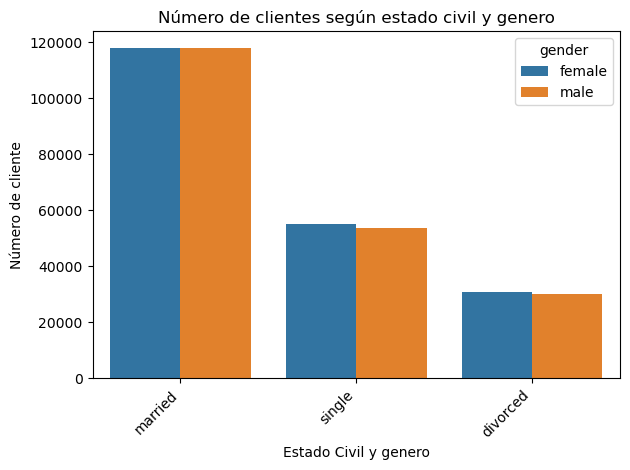 Número de clientes según estado civil y genero
gender
female
male
Número de cliente
120000
100000
80000
60000
40000
20000
0
married
single
divorced
Estado Civil y genero